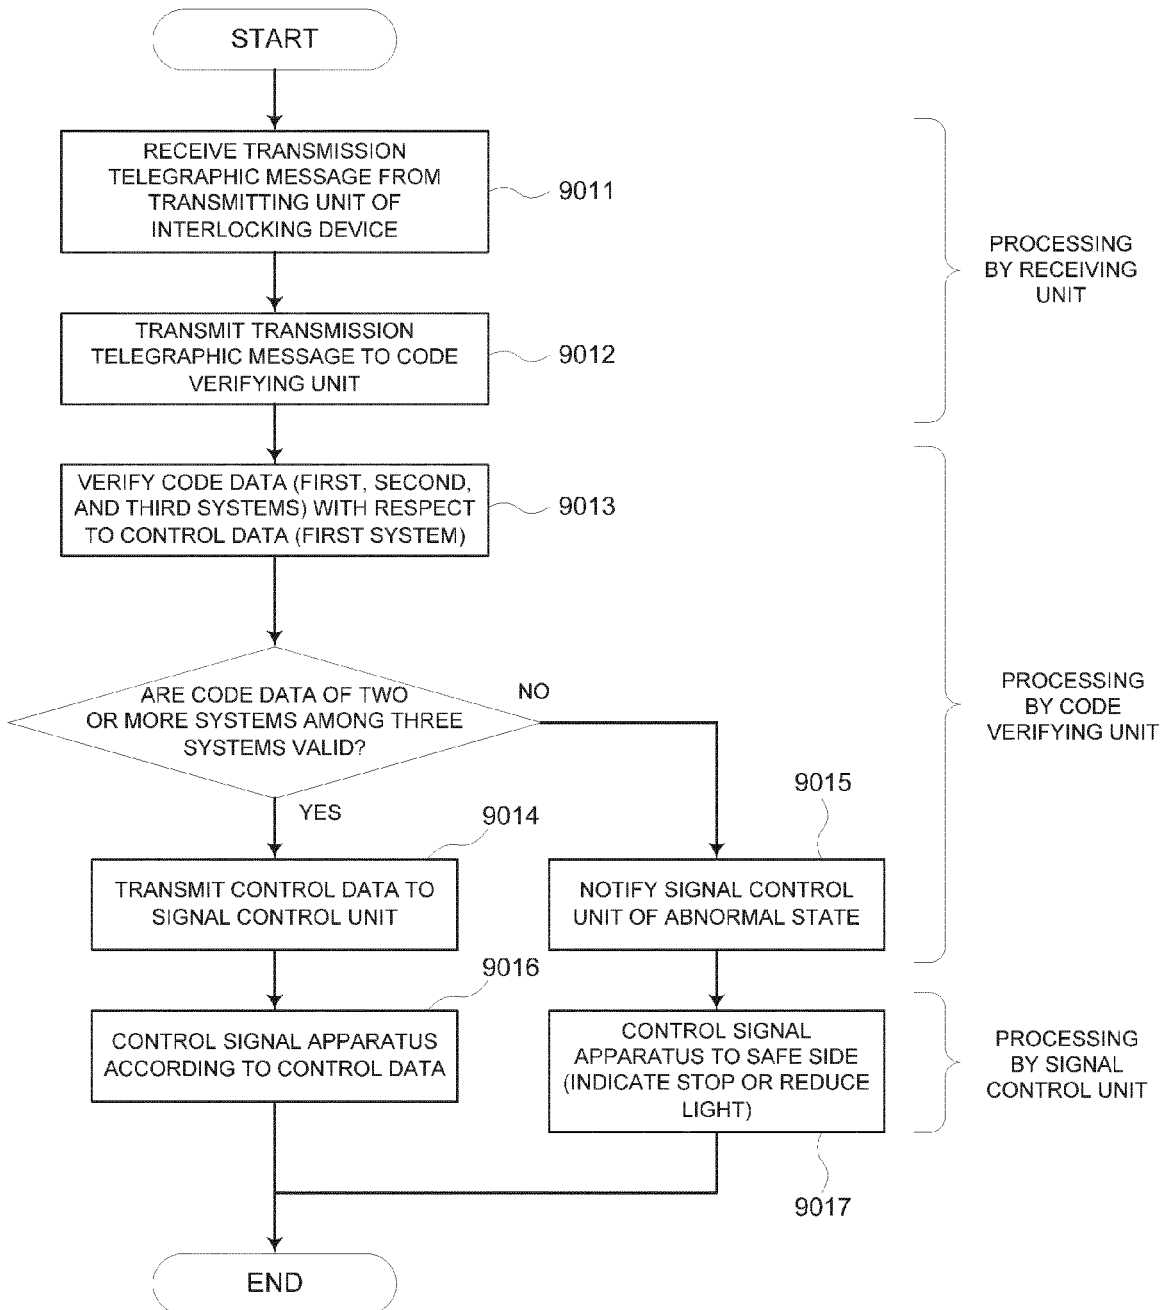 START
RECEIVE TRANSMISSION
TELEGRAPHIC MESSAGE FROM
TRANSMITTING UNIT OF
INTERLOCKING DEVICE
9011
PROCESSING
BY RECEIVING
UNIT
TRANSMIT TRANSMISSION
TELEGRAPHIC MESSAGE TO CODE
VERIFYING UNIT
9012
VERIFY CODE DATA (FIRST, SECOND,
AND THIRD SYSTEMS) WITH RESPECT
TO CONTROL DATA (FIRST SYSTEM)
9013
ARE CODE DATA OF TWO
OR MORE SYSTEMS AMONG THREE
SYSTEMS VALID?
NO
YES
PROCESSING
BY CODE
VERIFYING UNIT
9014
TRANSMIT CONTROL DATA TO
SIGNAL CONTROL UNIT
9015
NOTIFY SIGNAL CONTROL
UNIT OF ABNORMAL STATE
9016
CONTROL SIGNAL APPARATUS
ACCORDING TO CONTROL DATA
CONTROL SIGNAL
APPARATUS TO SAFE SIDE
(INDICATE STOP OR REDUCE
LIGHT)
9017
PROCESSING
BY SIGNAL
CONTROL UNIT
END